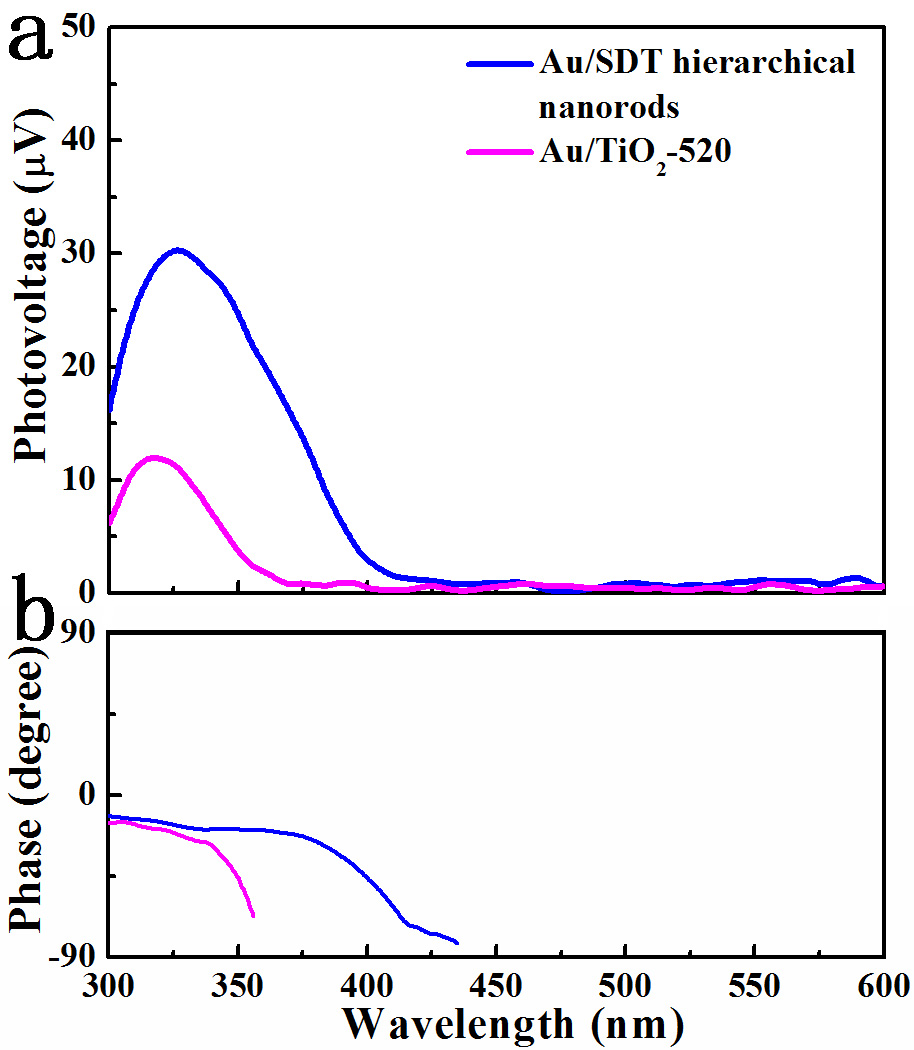 a
50
40
30
20
10
0
Photovoltage (μV)
Au/SDT hierarchical
nanorods
Au/TiO₂-520
b
90
0
-90
Phase (degree)
300 350 400 450 500 550 600
Wavelength (nm)